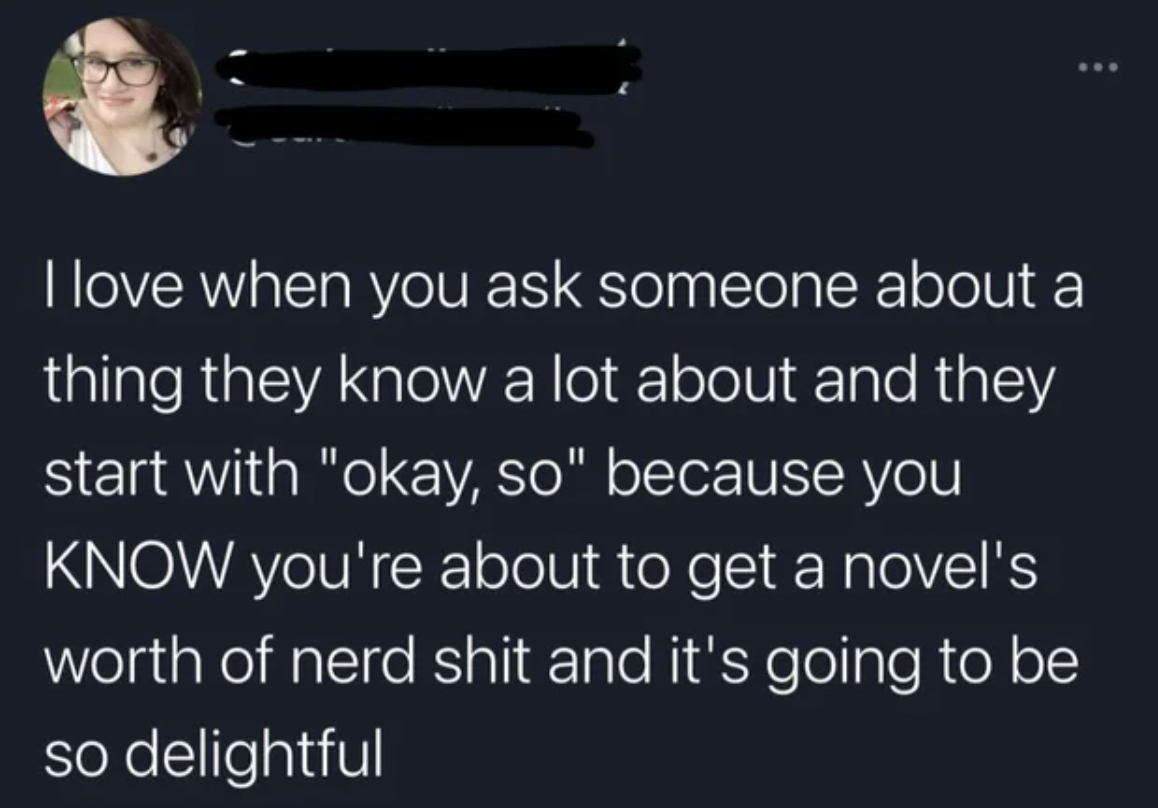 I love when you ask someone about a
thing they know a lot about and they
start with "okay, so" because you
KNOW you're about to get a novel's
worth of nerd shit and it's going to be
so delightful